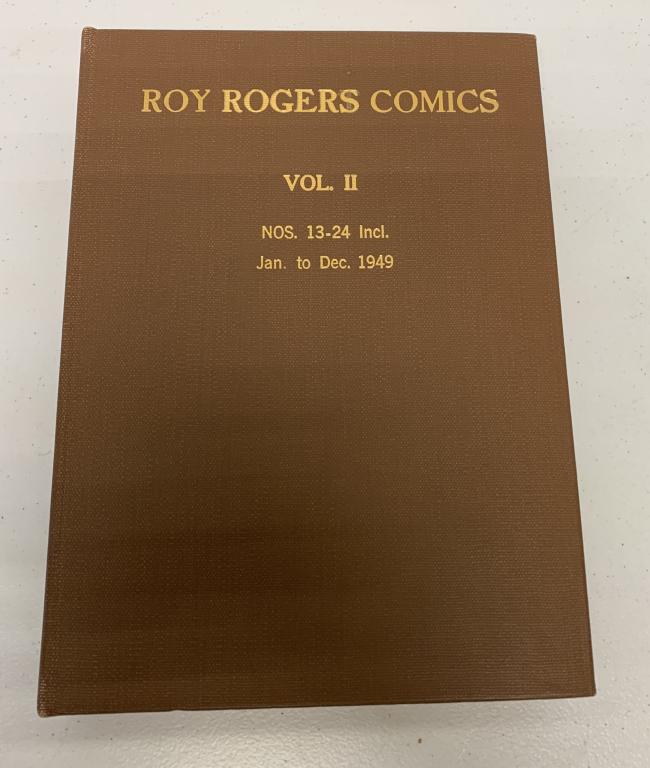 ROY ROGERS COMICS
VOL. II
NOS. 13-24 Incl.
Jan. to Dec. 1949